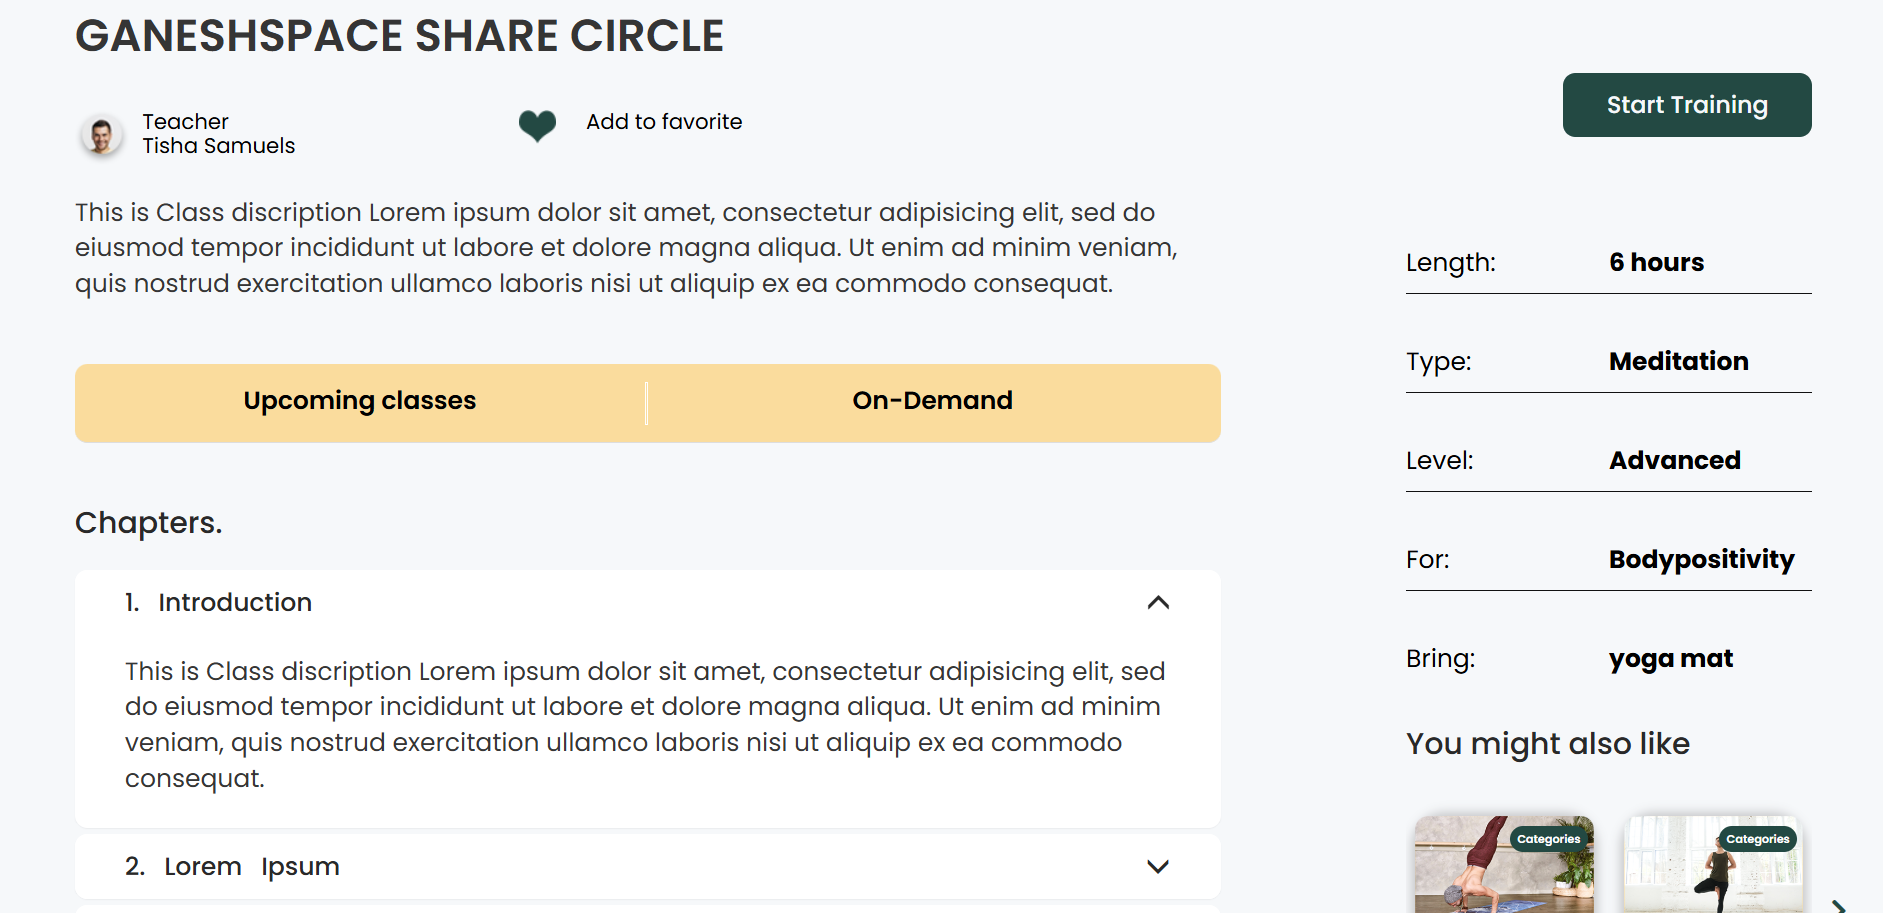 GANESHSPACE SHARE CIRCLE
Teacher
Tisha Samuels
Add to favorite
Start Training
This is Class discription Lorem ipsum dolor sit amet, consectetur adipisicing elit, sed do
eiusmod tempor incididunt ut labore et dolore magna aliqua. Ut enim ad minim veniam,
quis nostrud exercitation ullamco laboris nisi ut aliquip ex ea commodo consequat.
Upcoming classes
On-Demand
Chapters.
1. Introduction
This is Class discription Lorem ipsum dolor sit amet, consectetur adipisicing elit, sed
do eiusmod tempor incididunt ut labore et dolore magna aliqua. Ut enim ad minim
veniam, quis nostrud exercitation ullamco laboris nisi ut aliquip ex ea commodo
consequat.
2. Lorem Ipsum
Length: 6 hours
Type: Meditation
Level: Advanced
For: Bodypositivity
Bring: yoga mat
You might also like
Categories
Categories